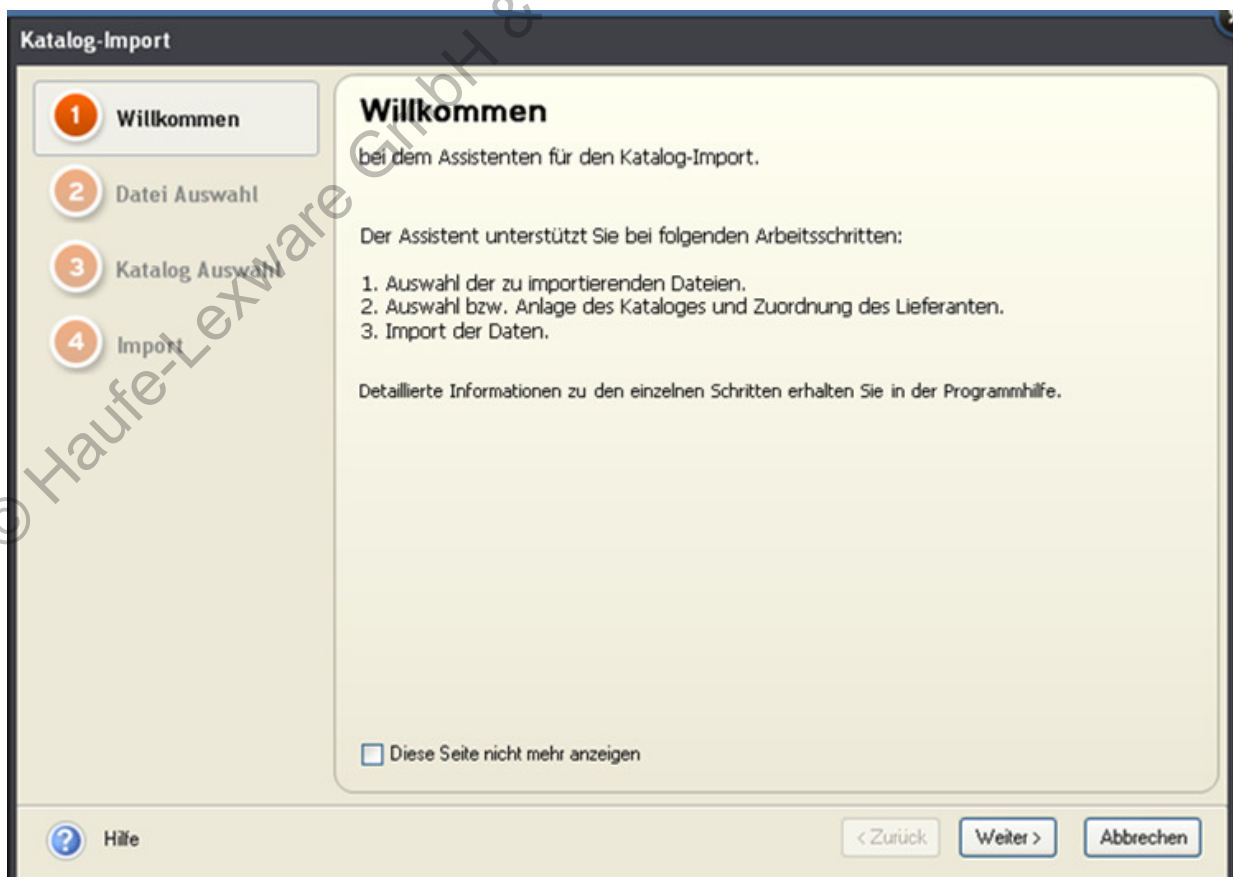 Katalog-Import
1 Willkommen
2 Datei Auswahl
3 Katalog Auswahl
4 Import
Willkommen
bei dem Assistenten für den Katalog-Import.
Der Assistent unterstützt Sie bei folgenden Arbeitsschritten:
1. Auswahl der zu importierenden Dateien.
2. Auswahl bzw. Anlage des Kataloges und Zuordnung des Lieferanten.
3. Import der Daten.
Detaillierte Informationen zu den einzelnen Schritten erhalten Sie in der Programmhilfe.
Diese Seite nicht mehr anzeigen
? Hilfe
< Zurück
Weiter >
Abbrechen
© Haufe-Lexware GmbH &